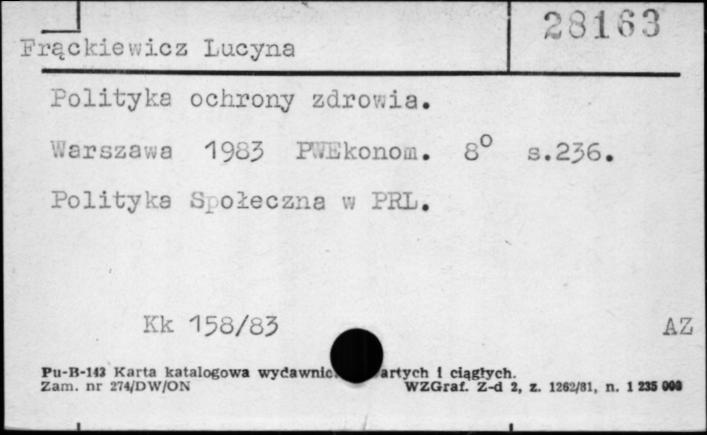 28163
Frąckiewicz Lucyna
Polityka ochrony zdrowia.
Warszawa 1983 PWEkonom. 8° s.236.
Polityka Społeczna w PRL.
Kk 158/83
AZ
Pu-B-143 Karta katalogowa wydawnic artych i ciągłych.
Zam. nr 274/DW/ON WZGraf. Z-d 2, z. 1262/81, n. 1 235 000